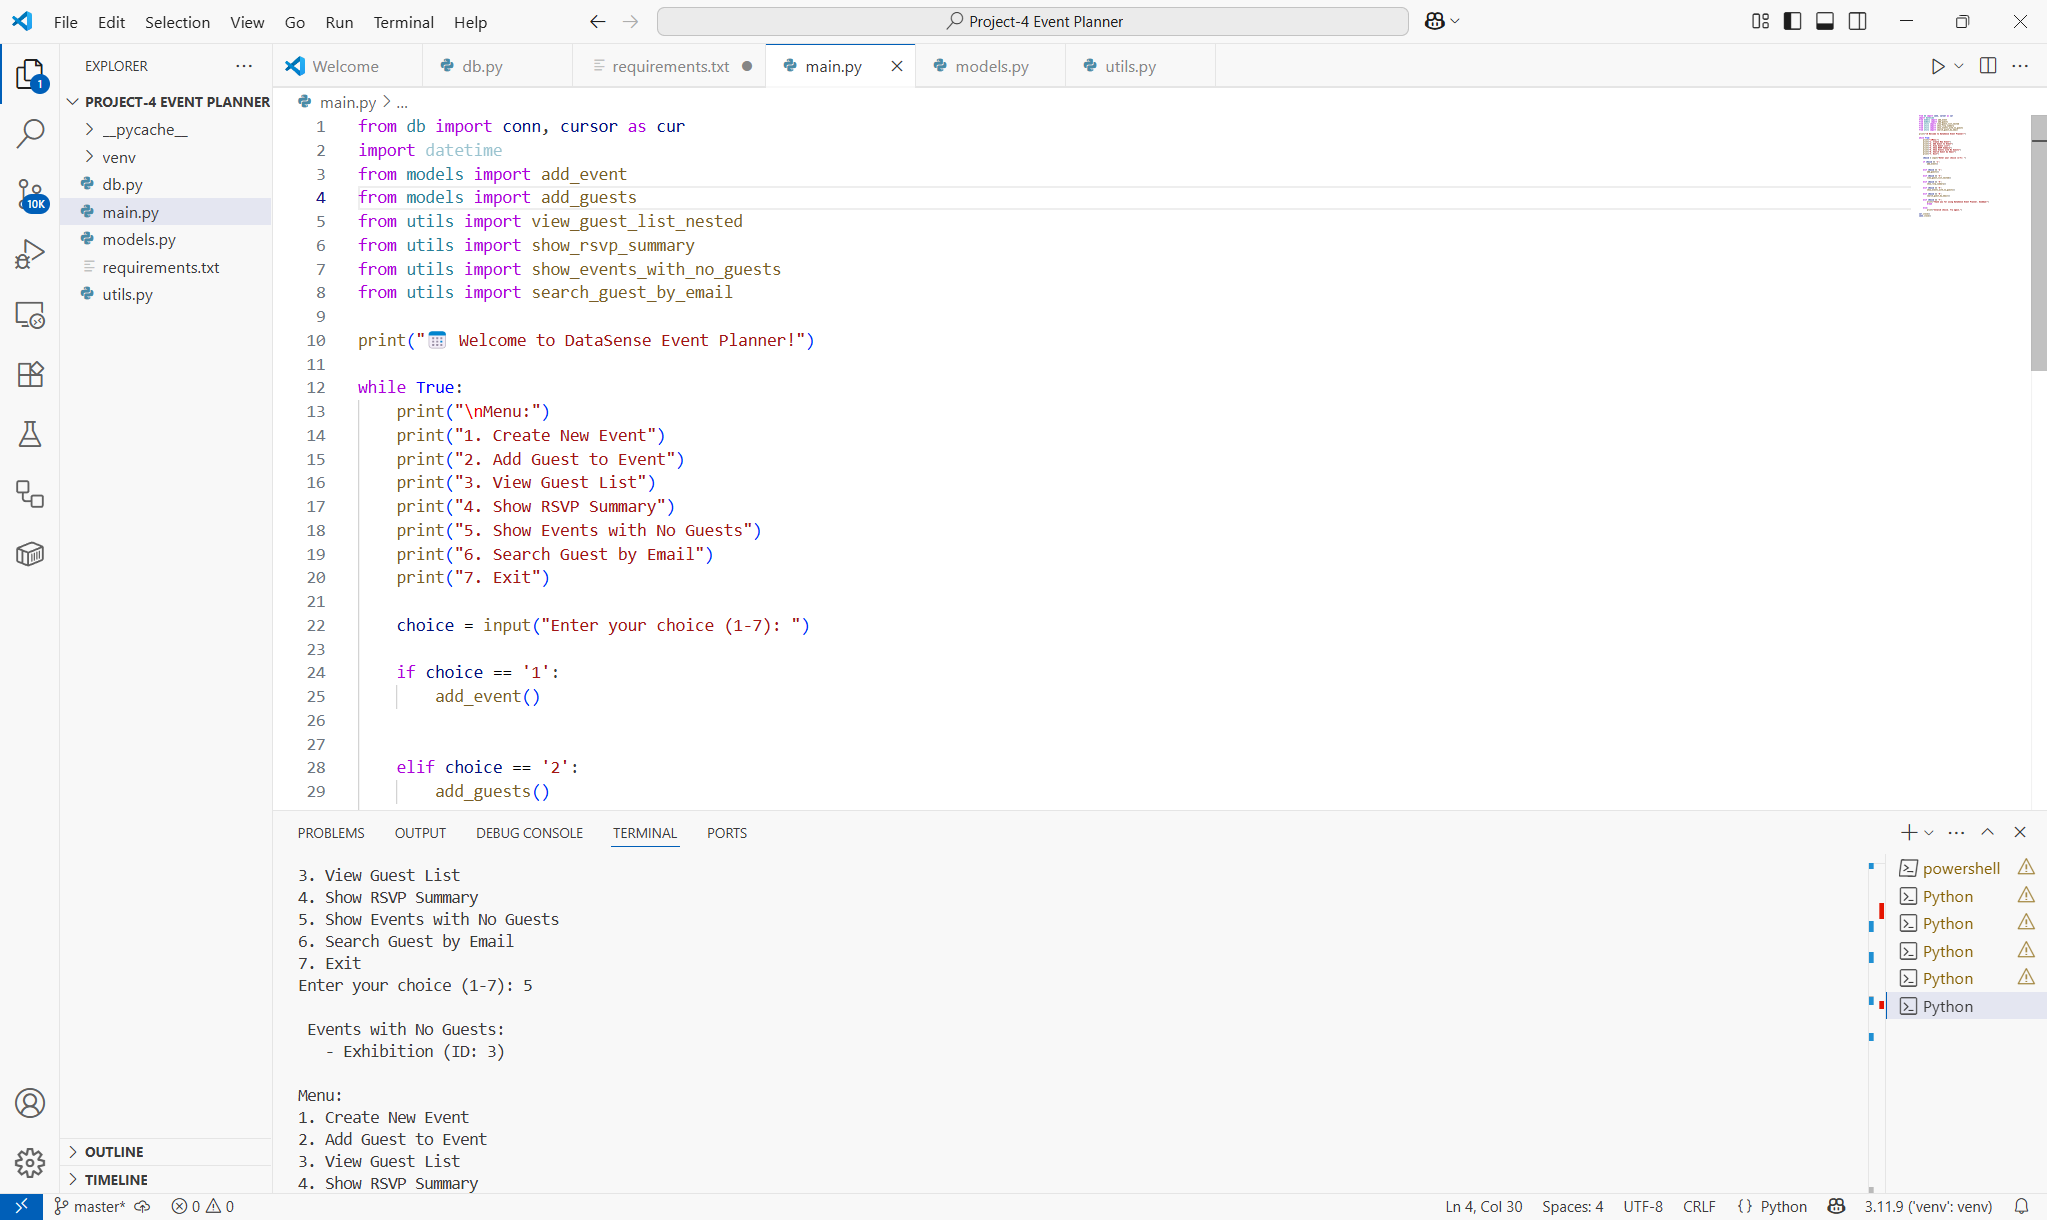 File Edit Selection View Go Run Terminal Help
Project-4 Event Planner
EXPLORER
Welcome db.py requirements.txt main.py models.py utils.py
PROJECT-4 EVENT PLANNER
__pycache__
venv
db.py
main.py
models.py
requirements.txt
utils.py
1
10K
main.py > ...
1 from db import conn, cursor as cur
2 import datetime
3 from models import add_event
4 from models import add_guests
5 from utils import view_guest_list_nested
6 from utils import show_rsvp_summary
7 from utils import show_events_with_no_guests
8 from utils import search_guest_by_email
9
10 print("🗓 Welcome to DataSense Event Planner!")
11
12 while True:
13 print("\nMenu:")
14 print("1. Create New Event")
15 print("2. Add Guest to Event")
16 print("3. View Guest List")
17 print("4. Show RSVP Summary")
18 print("5. Show Events with No Guests")
19 print("6. Search Guest by Email")
20 print("7. Exit")
21
22 choice = input("Enter your choice (1-7): ")
23
24 if choice == '1':
25 add_event()
26
27
28 elif choice == '2':
29 add_guests()
PROBLEMS OUTPUT DEBUG CONSOLE TERMINAL PORTS
3. View Guest List
4. Show RSVP Summary
5. Show Events with No Guests
6. Search Guest by Email
7. Exit
Enter your choice (1-7): 5
Events with No Guests:
- Exhibition (ID: 3)
Menu:
1. Create New Event
2. Add Guest to Event
3. View Guest List
4. Show RSVP Summary
powershell
Python
Python
Python
Python
Python
OUTLINE
TIMELINE
master* 0 0 Ln 4, Col 30 Spaces: 4 UTF-8 CRLF {} Python 3.11.9 ('venv': venv)